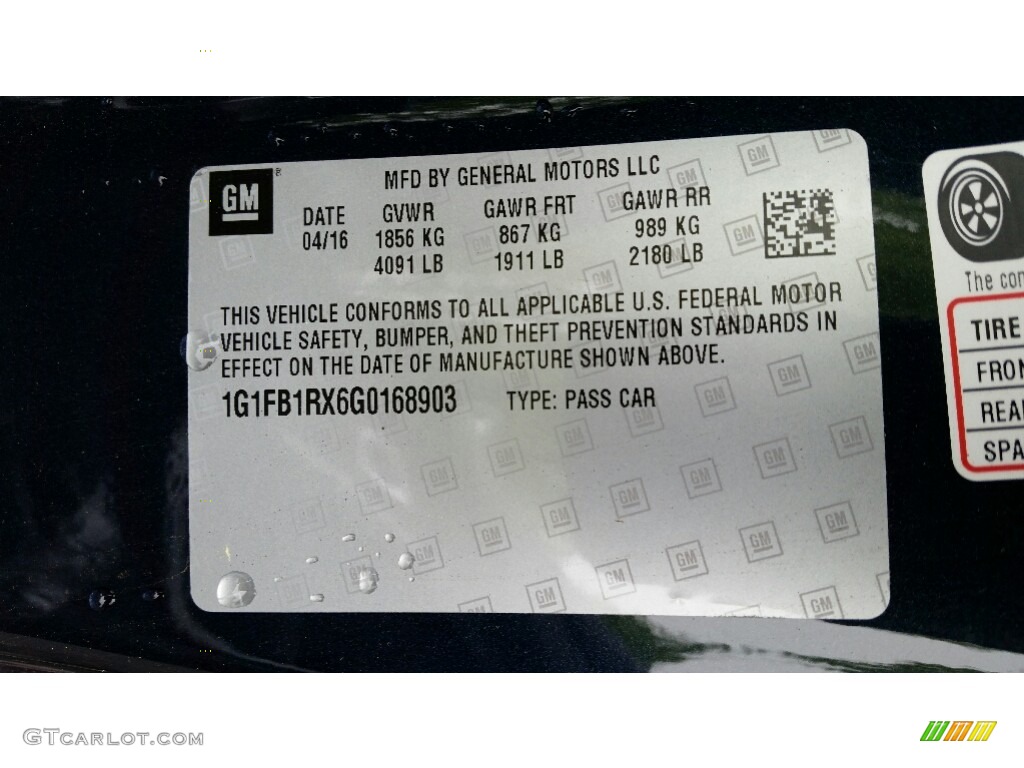 GM
MFD BY GENERAL MOTORS LLC
DATE GVWR GAWR FRT GAWR RR
04/16 1856 KG 867 KG 989 KG
4091 LB 1911 LB 2180 LB
THIS VEHICLE CONFORMS TO ALL APPLICABLE U.S. FEDERAL MOTOR
VEHICLE SAFETY, BUMPER, AND THEFT PREVENTION STANDARDS IN
EFFECT ON THE DATE OF MANUFACTURE SHOWN ABOVE.
1G1FB1RX6G0168903 TYPE: PASS CAR
The con
TIRE
FRON
REAR
SPA
GTCARLOT.COM